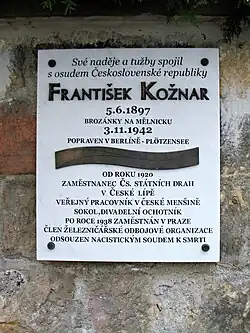 Své naděje a tužby spojil
s osudem Československé republiky
František Kožnar
5.6.1897
Brozánky na Mělnicku
3.11.1942
popraven v Berlíně - Plötzensee
od roku 1920
zaměstnanec Čs. státních drah
v České Lípě
veřejný pracovník v české menšině
Sokol,divadelní ochotník
po roce 1938 zaměstnán v Praze
člen železničářské odbojové organizace
odsouzen nacistickým soudem k smrti